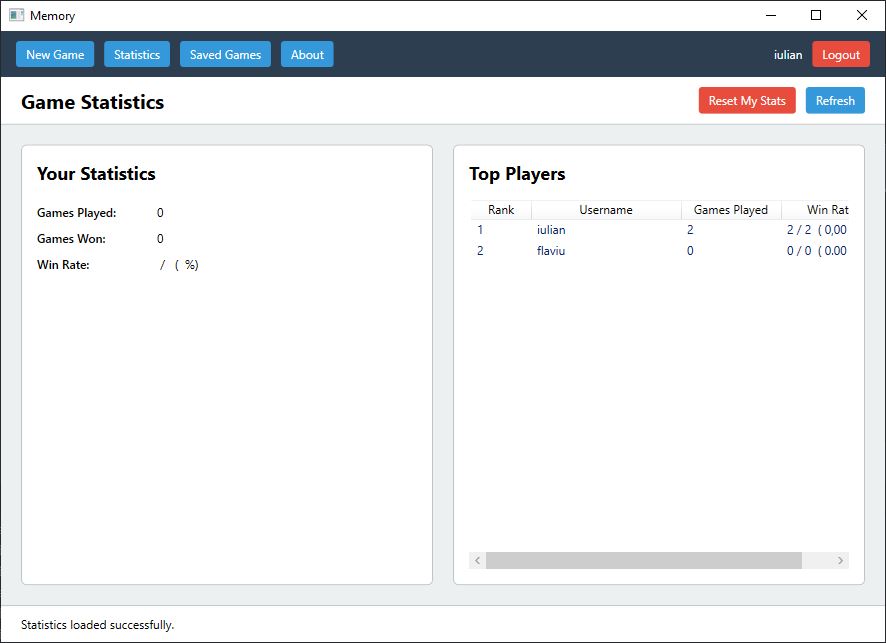 Memory
New Game Statistics Saved Games About iulian Logout
Game Statistics Reset My Stats Refresh
Your Statistics
Games Played: 0
Games Won: 0
Win Rate: / ( %)
Top Players
Rank Username Games Played Win Rat
1 iulian 2 2 / 2 ( 0,00
2 flaviu 0 0 / 0 ( 0.00
Statistics loaded successfully.